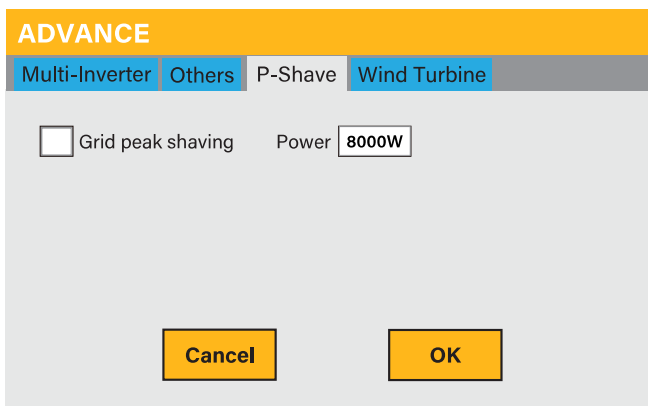 ADVANCE
Multi-Inverter Others P-Shave Wind Turbine
Grid peak shaving Power 8000W
Cancel OK